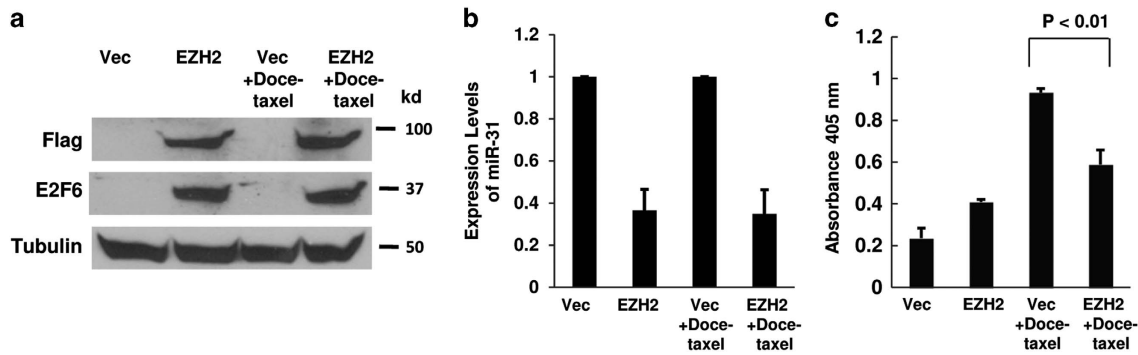 a
Vec
EZH2
Vec
+Doce-
taxel
EZH2
+Doce-
taxel
kd
Flag
100
E2F6
37
Tubulin
50
b
Expression Levels
of miR-31
1.2
1
0.8
0.6
0.4
0.2
0
Vec
EZH2
Vec
+Doce-
taxel
EZH2
+Doce-
taxel
c
P < 0.01
Absorbance 405 nm
1.2
1
0.8
0.6
0.4
0.2
0
Vec
EZH2
Vec
+Doce-
taxel
EZH2
+Doce-
taxel